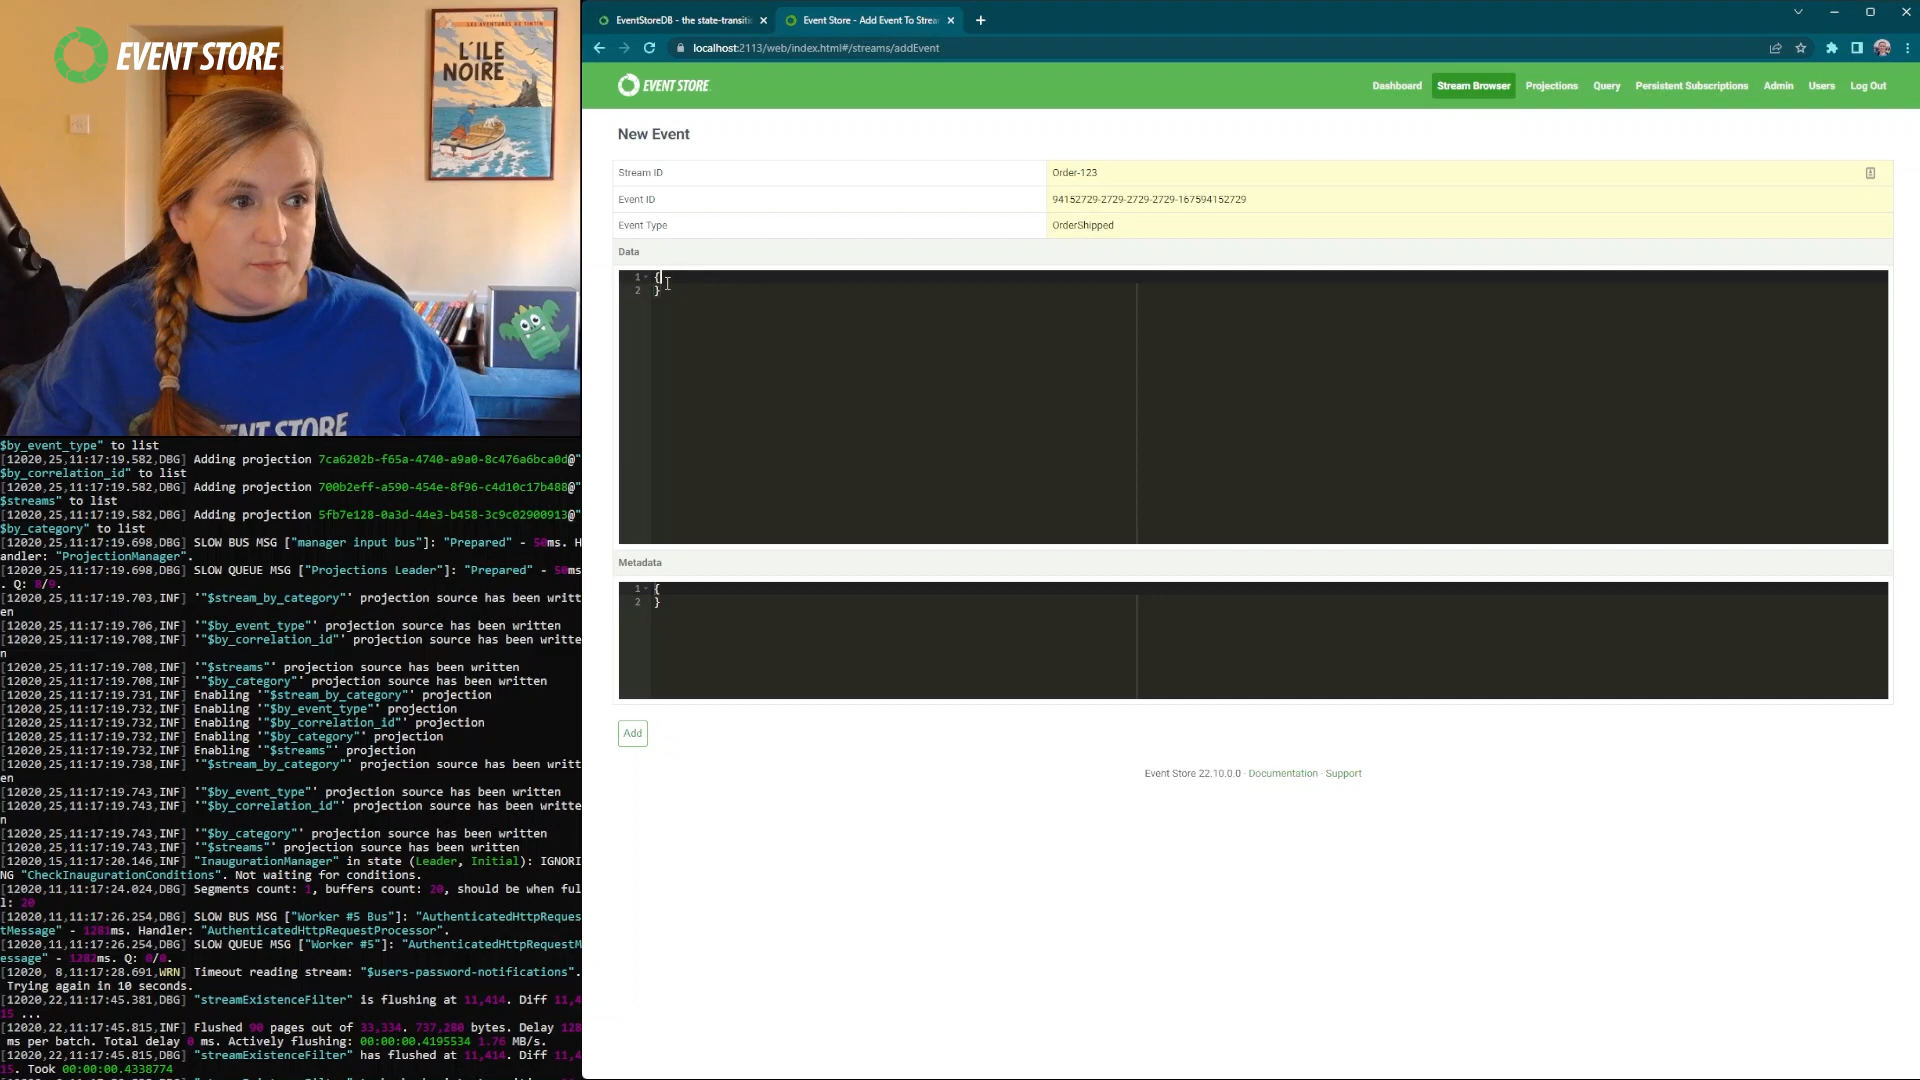 EVENT STORE
LES AVENTURES DE TINTIN
L'ÎLE
NOIRE
EVENT STORE
$by_event_type" to list
[12020,25,11:17:19.582,DBG] Adding projection 7ca6202b-f65a-4740-a9a0-8c476a6bca0d@"
$by_correlation_id" to list
[12020,25,11:17:19.582,DBG] Adding projection 700b2eff-a590-454e-8f96-c4d10c17b488@"
$streams" to list
[12020,25,11:17:19.582,DBG] Adding projection 5fb7e128-0a3d-44e3-b458-3c9c02900913@"
$by_category" to list
[12020,25,11:17:19.698,DBG] SLOW BUS MSG ["manager input bus"]: "Prepared" - 50ms. H
andler: "ProjectionManager".
[12020,25,11:17:19.698,DBG] SLOW QUEUE MSG ["Projections Leader"]: "Prepared" - 50ms
. Q: 8/9.
[12020,25,11:17:19.703,INF] '"$stream_by_category"' projection source has been writt
en
[12020,25,11:17:19.706,INF] '"$by_event_type"' projection source has been written
[12020,25,11:17:19.708,INF] '"$by_correlation_id"' projection source has been writte
n
[12020,25,11:17:19.708,INF] '"$streams"' projection source has been written
[12020,25,11:17:19.708,INF] '"$by_category"' projection source has been written
[12020,25,11:17:19.731,INF] Enabling '"$stream_by_category"' projection
[12020,25,11:17:19.732,INF] Enabling '"$by_event_type"' projection
[12020,25,11:17:19.732,INF] Enabling '"$by_correlation_id"' projection
[12020,25,11:17:19.732,INF] Enabling '"$by_category"' projection
[12020,25,11:17:19.732,INF] Enabling '"$streams"' projection
[12020,25,11:17:19.738,INF] '"$stream_by_category"' projection source has been writt
en
[12020,25,11:17:19.743,INF] '"$by_event_type"' projection source has been written
[12020,25,11:17:19.743,INF] '"$by_correlation_id"' projection source has been writte
n
[12020,25,11:17:19.743,INF] '"$by_category"' projection source has been written
[12020,25,11:17:19.743,INF] '"$streams"' projection source has been written
[12020,15,11:17:20.146,INF] "InaugurationManager" in state (Leader, Initial): IGNORI
NG "CheckInaugurationConditions". Not waiting for conditions.
[12020,11,11:17:24.024,DBG] Segments count: 1, buffers count: 20, should be when ful
l: 20
[12020,11,11:17:26.254,DBG] SLOW BUS MSG ["Worker #5 Bus"]: "AuthenticatedHttpReques
tMessage" - 1281ms. Handler: "AuthenticatedHttpRequestProcessor".
[12020,11,11:17:26.254,DBG] SLOW QUEUE MSG ["Worker #5"]: "AuthenticatedHttpRequestM
essage" - 1282ms. Q: 0/0.
[12020, 8,11:17:28.691,WRN] Timeout reading stream: "$users-password-notifications".
Trying again in 10 seconds.
[12020,22,11:17:45.381,DBG] "streamExistenceFilter" is flushing at 11,414. Diff 11,4
15 ...
[12020,22,11:17:45.815,INF] Flushed 90 pages out of 33,334. 737,280 bytes. Delay 128
ms per batch. Total delay 0 ms. Actively flushing: 00:00:00.4195534 1.76 MB/s.
[12020,22,11:17:45.815,DBG] "streamExistenceFilter" has flushed at 11,414. Diff 11,4
15. Took 00:00:00.4338774
EventStoreDB - the state-transiti
Event Store - Add Event To Strea
localhost:2113/web/index.html#/streams/addEvent
EVENT STORE
Dashboard Stream Browser Projections Query Persistent Subscriptions Admin Users Log Out
New Event
Stream ID Order-123
Event ID 94152729-2729-2729-2729-167594152729
Event Type OrderShipped
Data
1 {
2 }
Metadata
1 {
2 }
Add
Event Store 22.10.0.0 · Documentation · Support